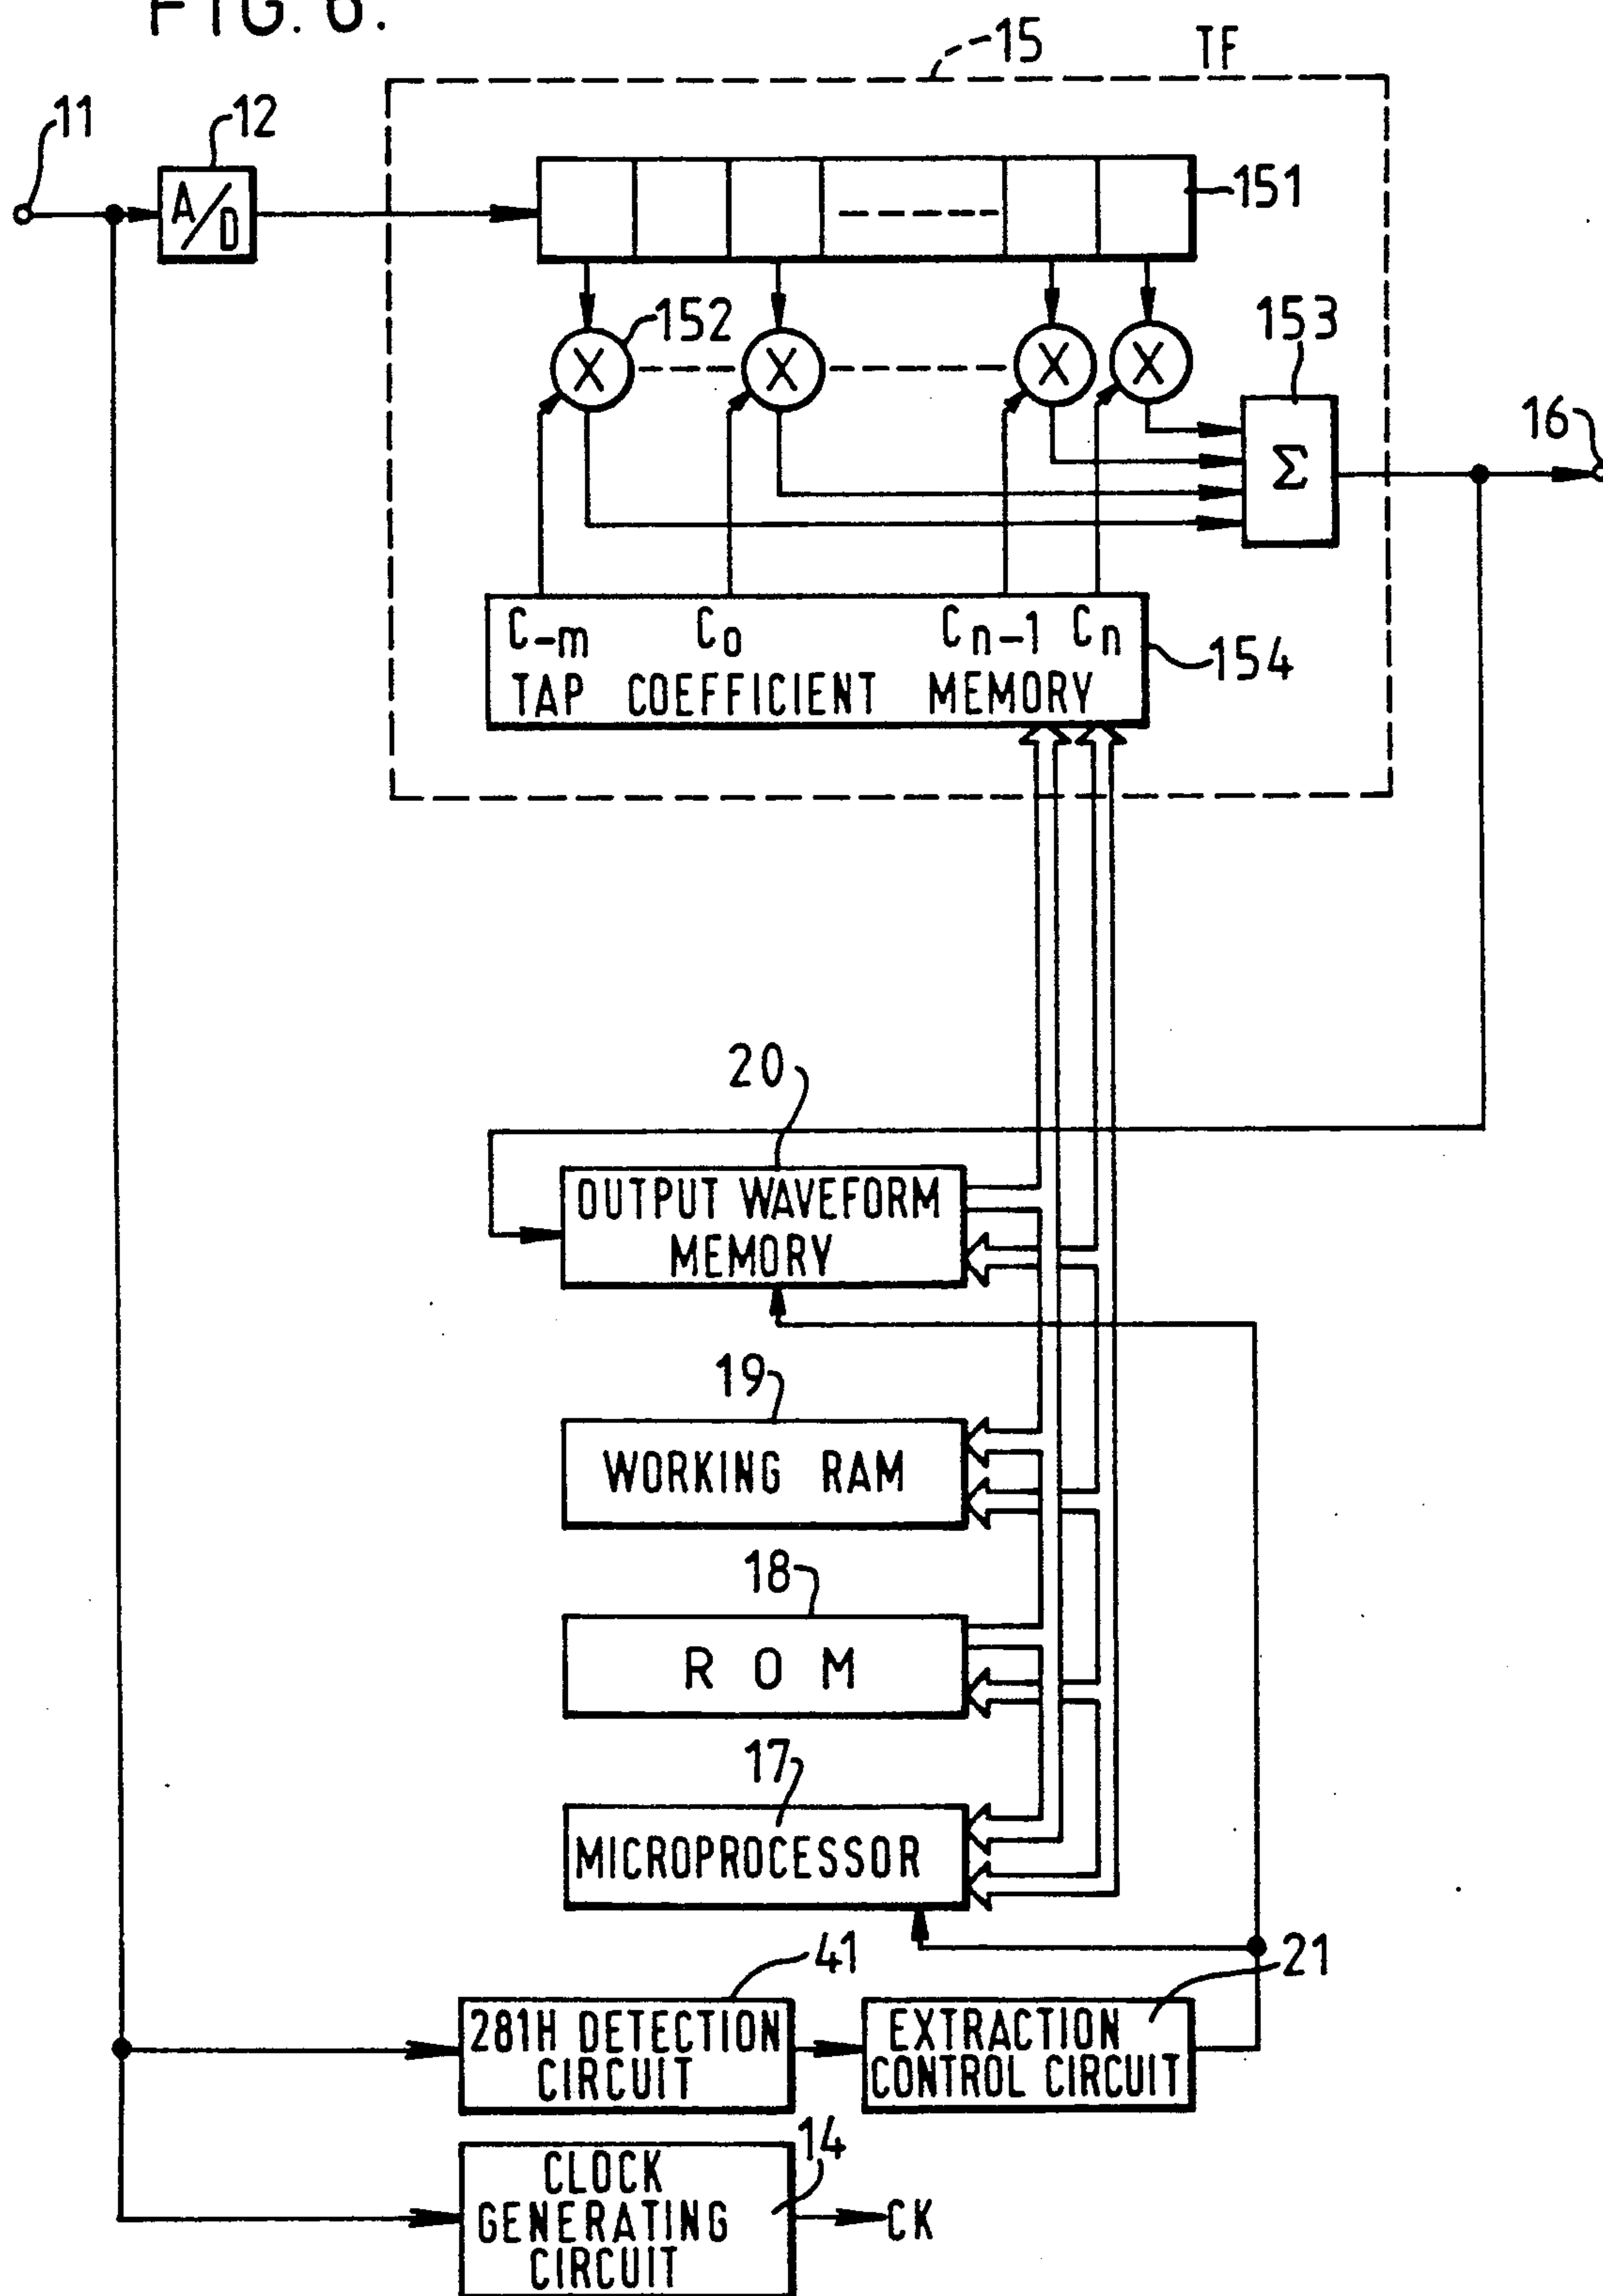 FIG. 6.
15
TF
11
12
A/D
151
152
X
X
X
X
153
Σ
16
C-m C0 Cn-1 Cn
TAP COEFFICIENT MEMORY
154
20
OUTPUT WAVEFORM
MEMORY
19
WORKING RAM
18
R O M
17
MICROPROCESSOR
41
21
281H DETECTION
CIRCUIT
EXTRACTION
CONTROL CIRCUIT
14
CLOCK
GENERATING
CIRCUIT
CK